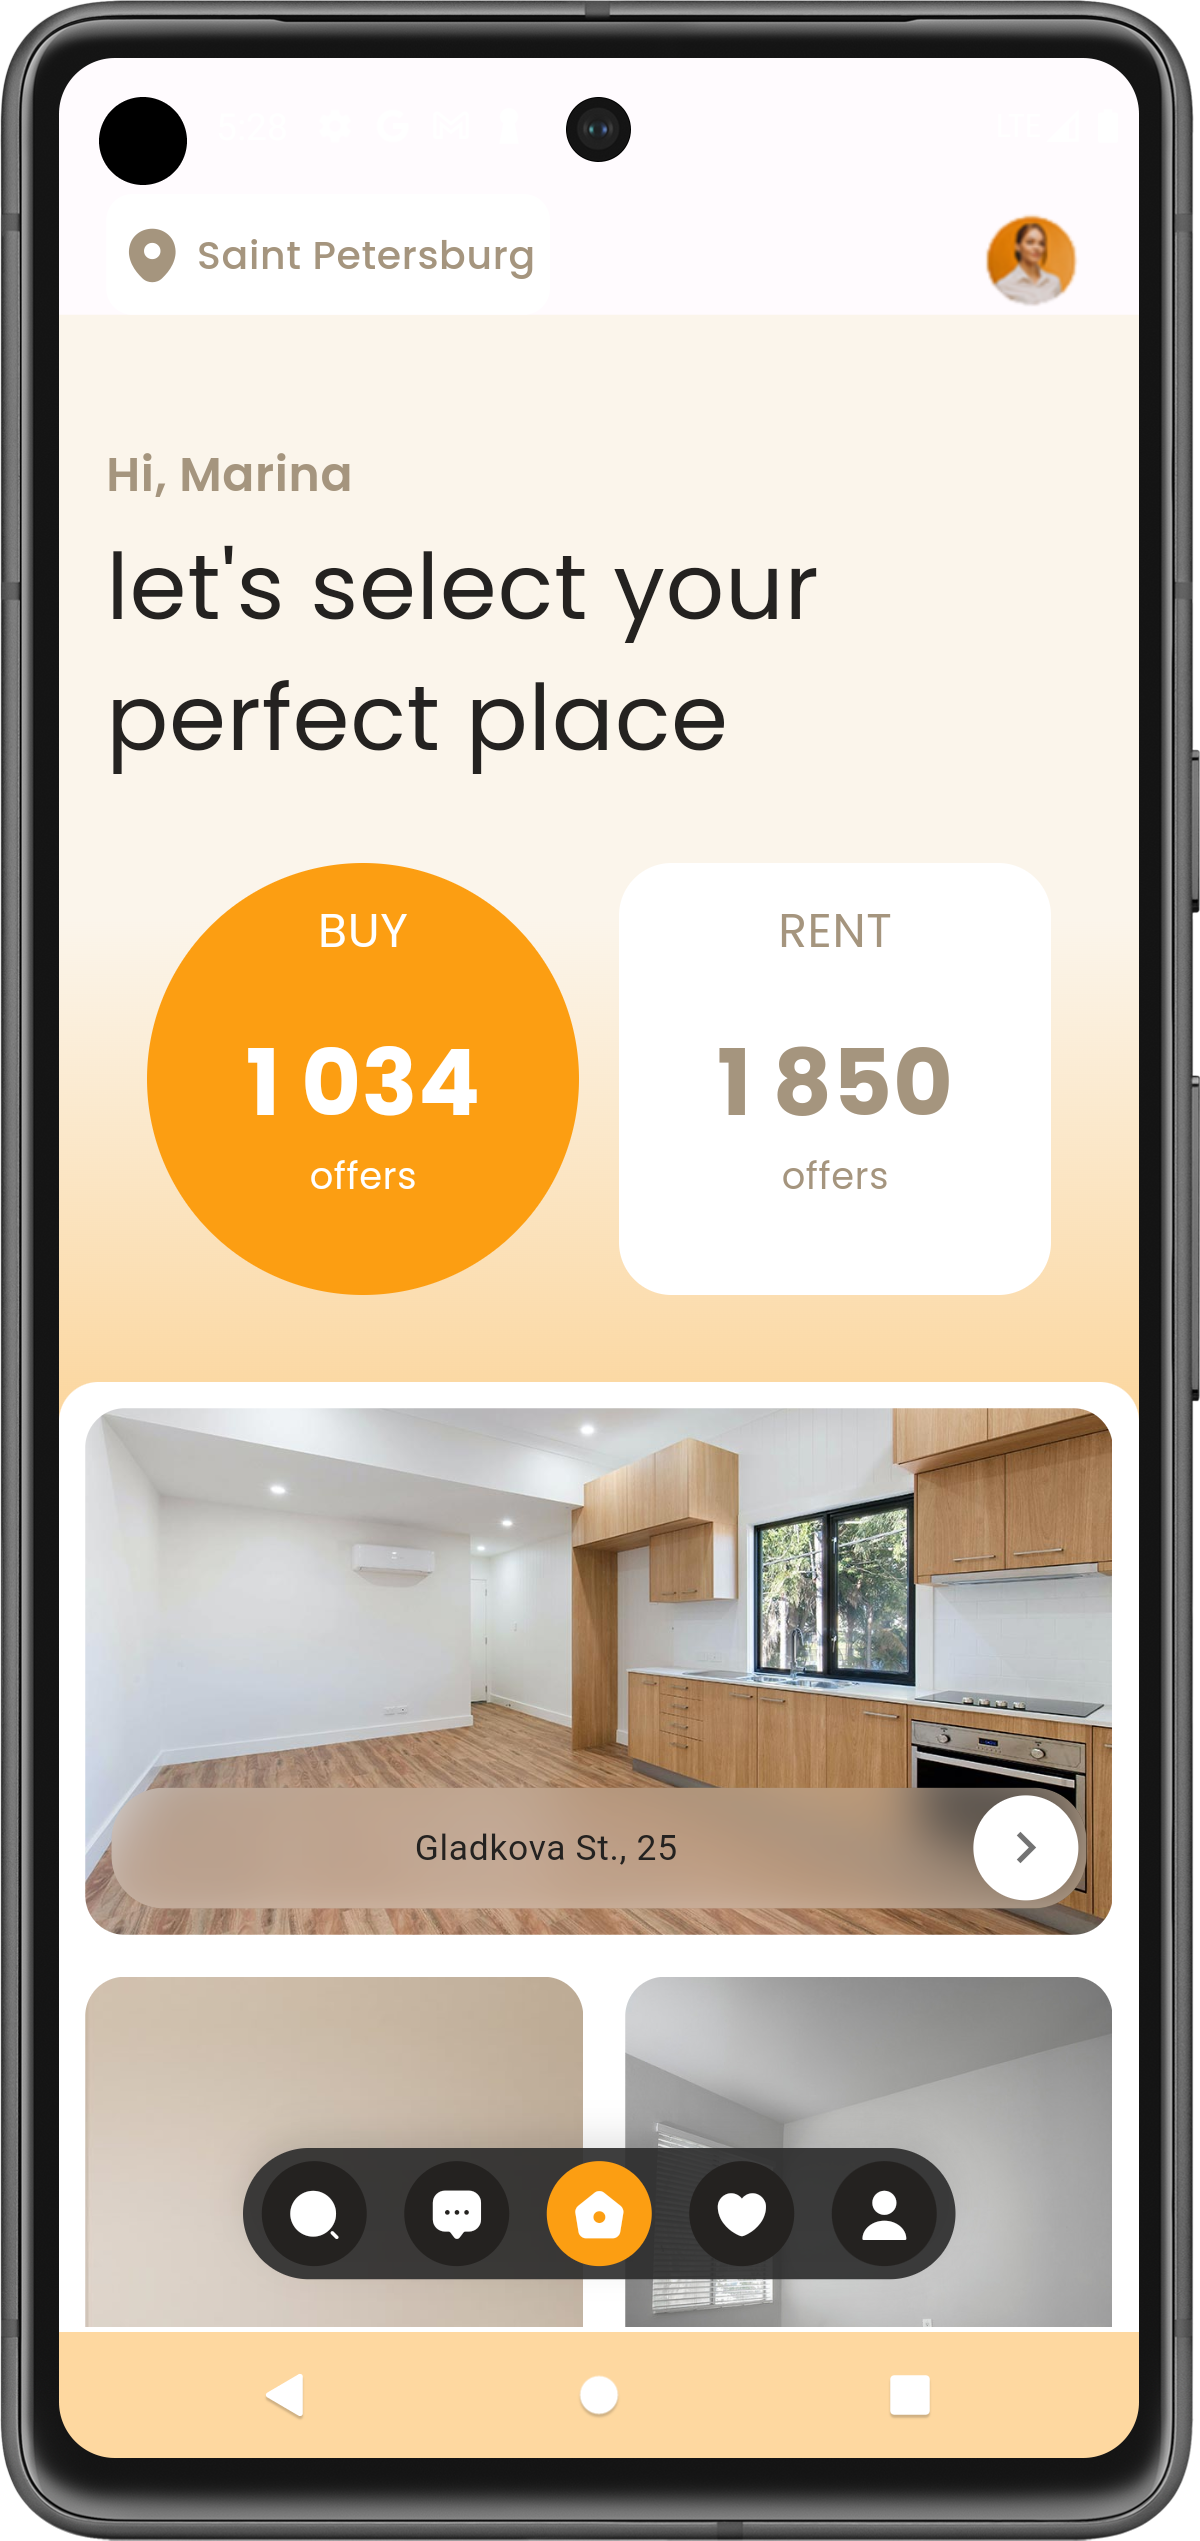 Saint Petersburg
Hi, Marina
let's select your
perfect place
BUY
1 034
offers
RENT
1 850
offers
Gladkova St., 25